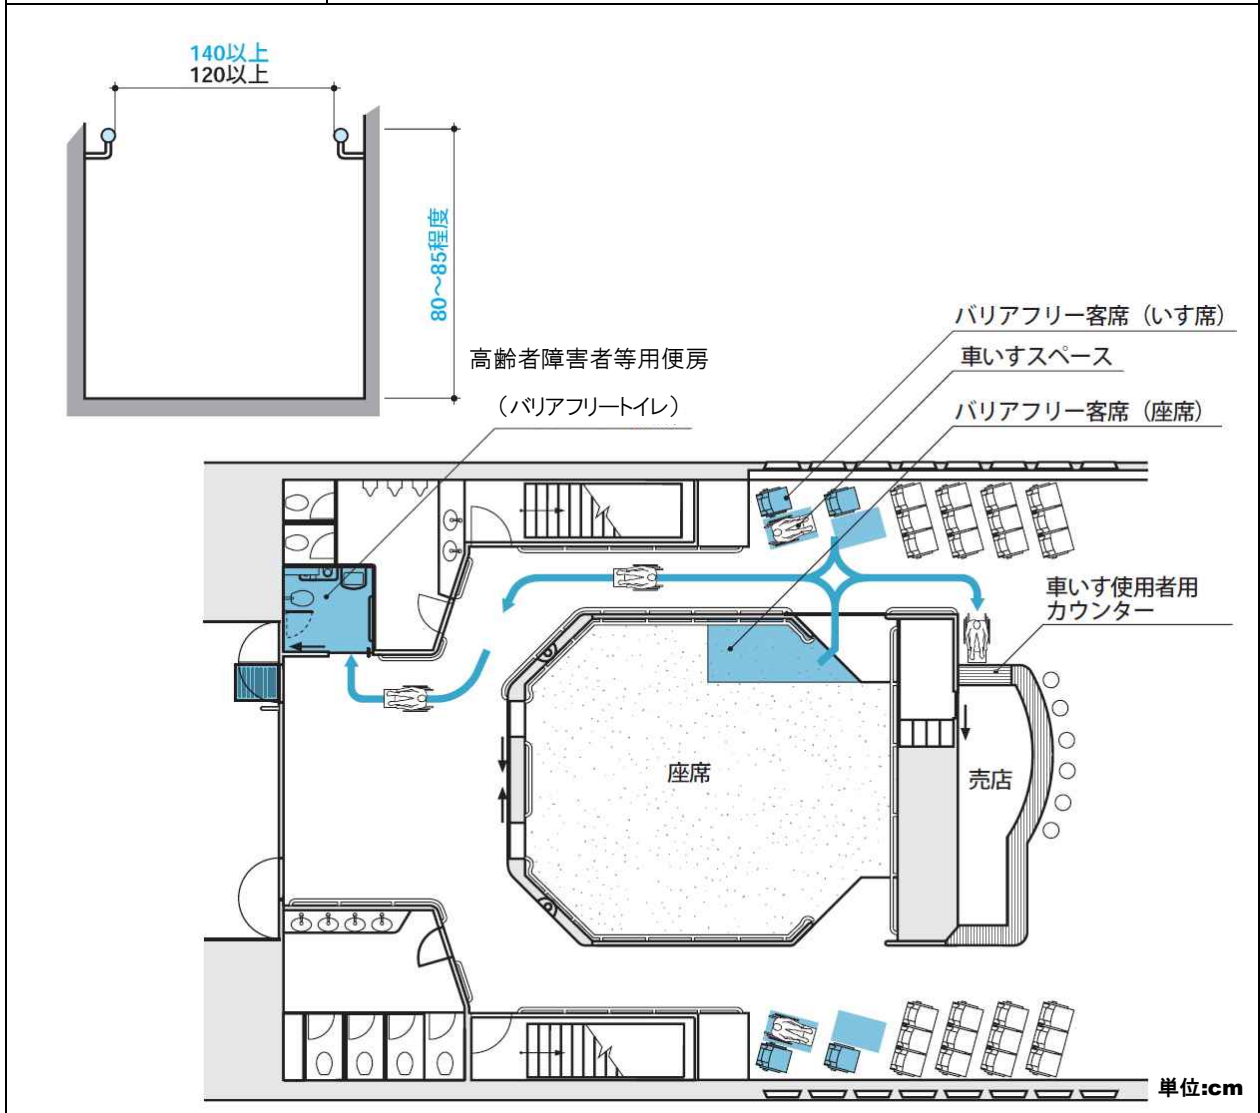 140以上
120以上
80～85程度
バリアフリー客席（いす席）
車いすスペース
高齢者障害者等用便房
（バリアフリートイレ）
バリアフリー客席（座席）
車いす使用者用
カウンター
座席
売店
単位:cm